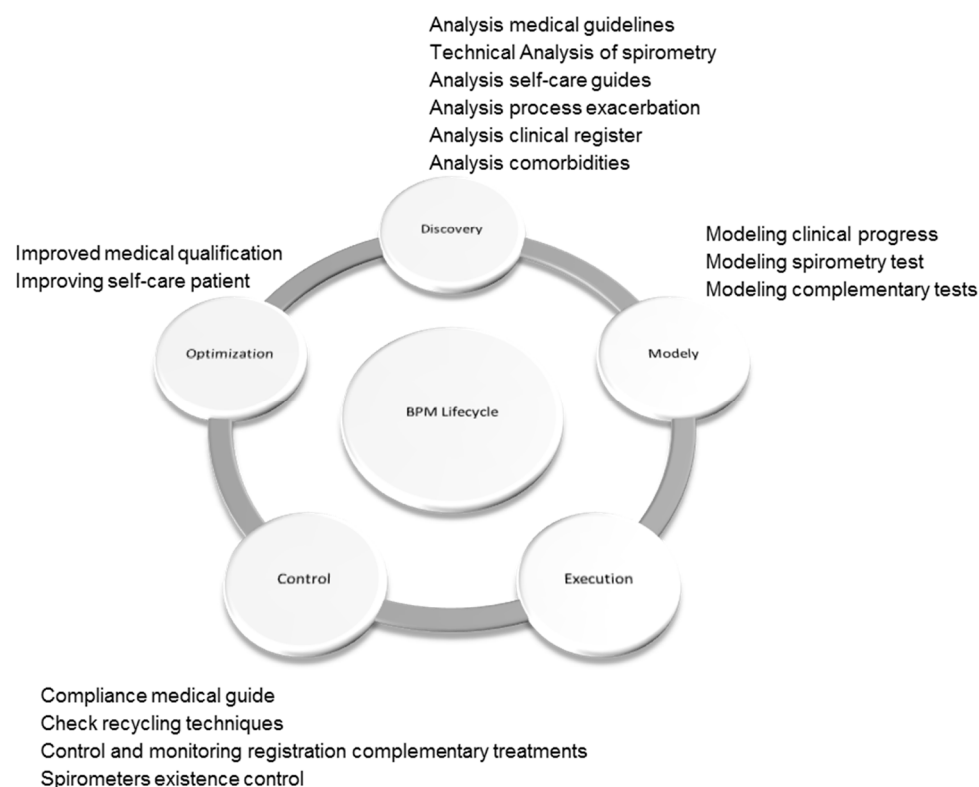 Analysis medical guidelines
Technical Analysis of spirometry
Analysis self-care guides
Analysis process exacerbation
Analysis clinical register
Analysis comorbidities
Discovery
Modeling clinical progress
Modeling spirometry test
Modeling complementary tests
Improved medical qualification
Improving self-care patient
Optimization
Modely
BPM Lifecycle
Control
Execution
Compliance medical guide
Check recycling techniques
Control and monitoring registration complementary treatments
Spirometers existence control